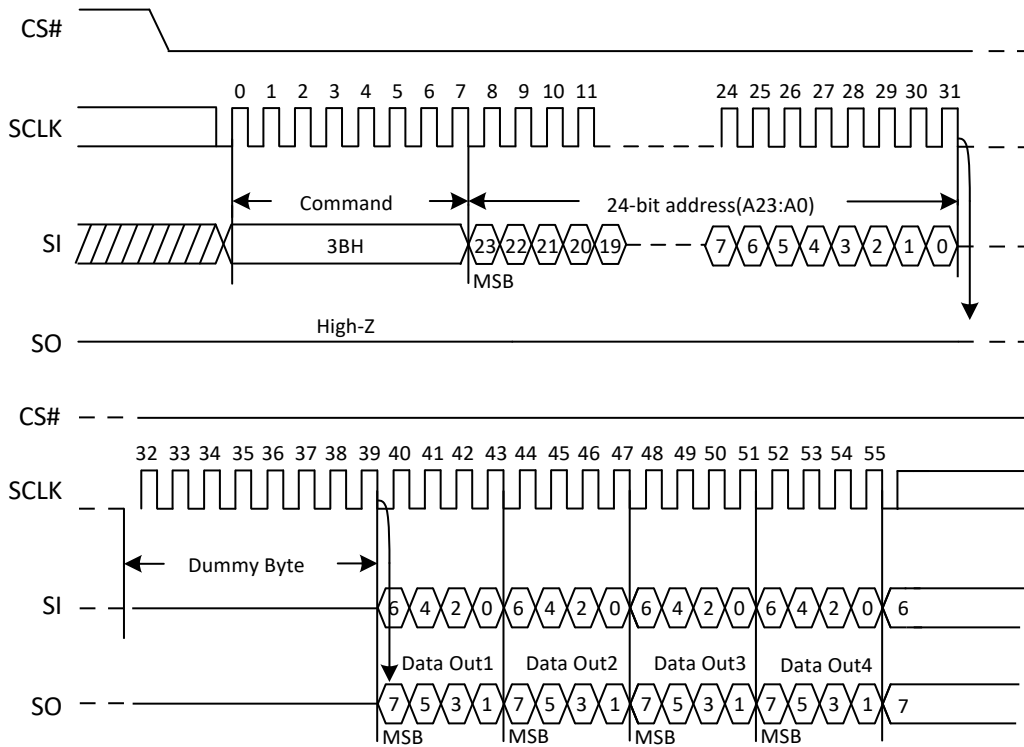 CS#
0 1 2 3 4 5 6 7 8 9 10 11 24 25 26 27 28 29 30 31
SCLK
Command 24-bit address(A23:A0)
SI 3BH 23 22 21 20 19 7 6 5 4 3 2 1 0
MSB
High-Z
SO
CS#
32 33 34 35 36 37 38 39 40 41 42 43 44 45 46 47 48 49 50 51 52 53 54 55
SCLK
Dummy Byte
SI 6 4 2 0 6 4 2 0 6 4 2 0 6 4 2 0 6
Data Out1 Data Out2 Data Out3 Data Out4
SO 7 5 3 1 7 5 3 1 7 5 3 1 7 5 3 1 7
MSB MSB MSB MSB